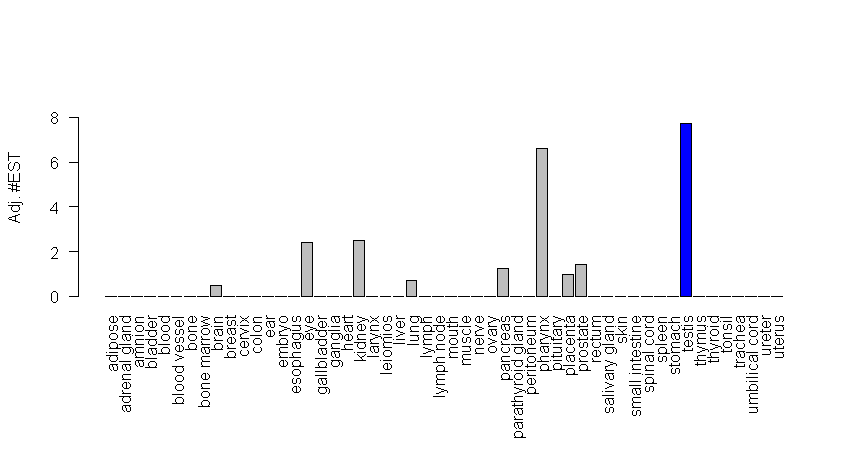 Adj. #EST
8
6
4
2
0
adipose
adrenal gland
amnion
bladder
blood
blood vessel
bone
bone marrow
brain
breast
cervix
colon
ear
embryo
esophagus
eye
gallbladder
ganglia
heart
kidney
larynx
leiomios
liver
lung
lymph
lymph node
mouth
muscle
nerve
ovary
pancreas
parathyroid gland
peritoneum
pharynx
pituitary
placenta
prostate
rectum
salivary gland
skin
small intestine
spinal cord
spleen
stomach
testis
thymus
thyroid
tonsil
trachea
umbilical cord
ureter
uterus